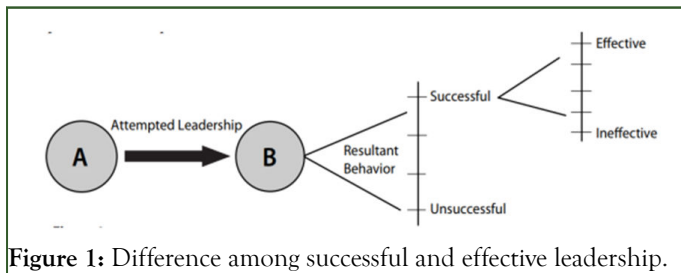 Effective
Successful
Attempted Leadership
A
B
Resultant
Behavior
Ineffective
Unsuccessful
Figure 1: Difference among successful and effective leadership.